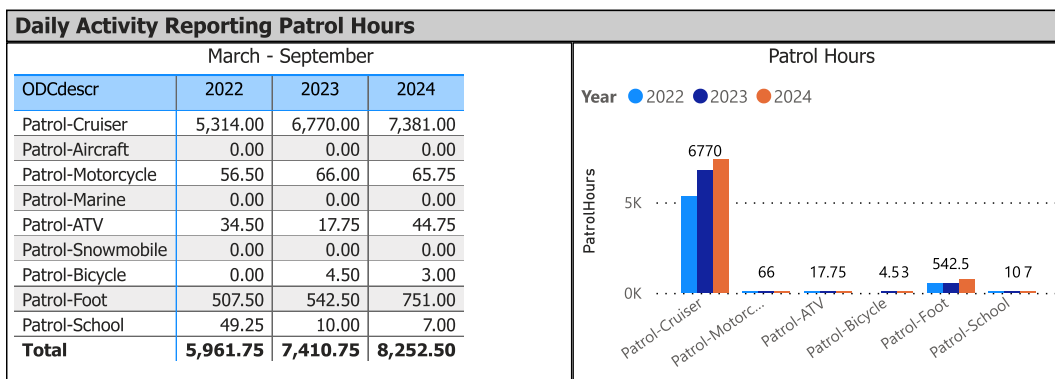 Daily Activity Reporting Patrol Hours
March - September
ODCdescr 2022 2023 2024
Patrol-Cruiser 5,314.00 6,770.00 7,381.00
Patrol-Aircraft 0.00 0.00 0.00
Patrol-Motorcycle 56.50 66.00 65.75
Patrol-Marine 0.00 0.00 0.00
Patrol-ATV 34.50 17.75 44.75
Patrol-Snowmobile 0.00 0.00 0.00
Patrol-Bicycle 0.00 4.50 3.00
Patrol-Foot 507.50 542.50 751.00
Patrol-School 49.25 10.00 7.00
Total 5,961.75 7,410.75 8,252.50
Patrol Hours
Year 2022 2023 2024
PatrolHours
5K
0K
6770 66 17.75 4.53 542.5 107
Patrol-Cruiser Patrol-Motorc... Patrol-ATV Patrol-Bicycle Patrol-Foot Patrol-School